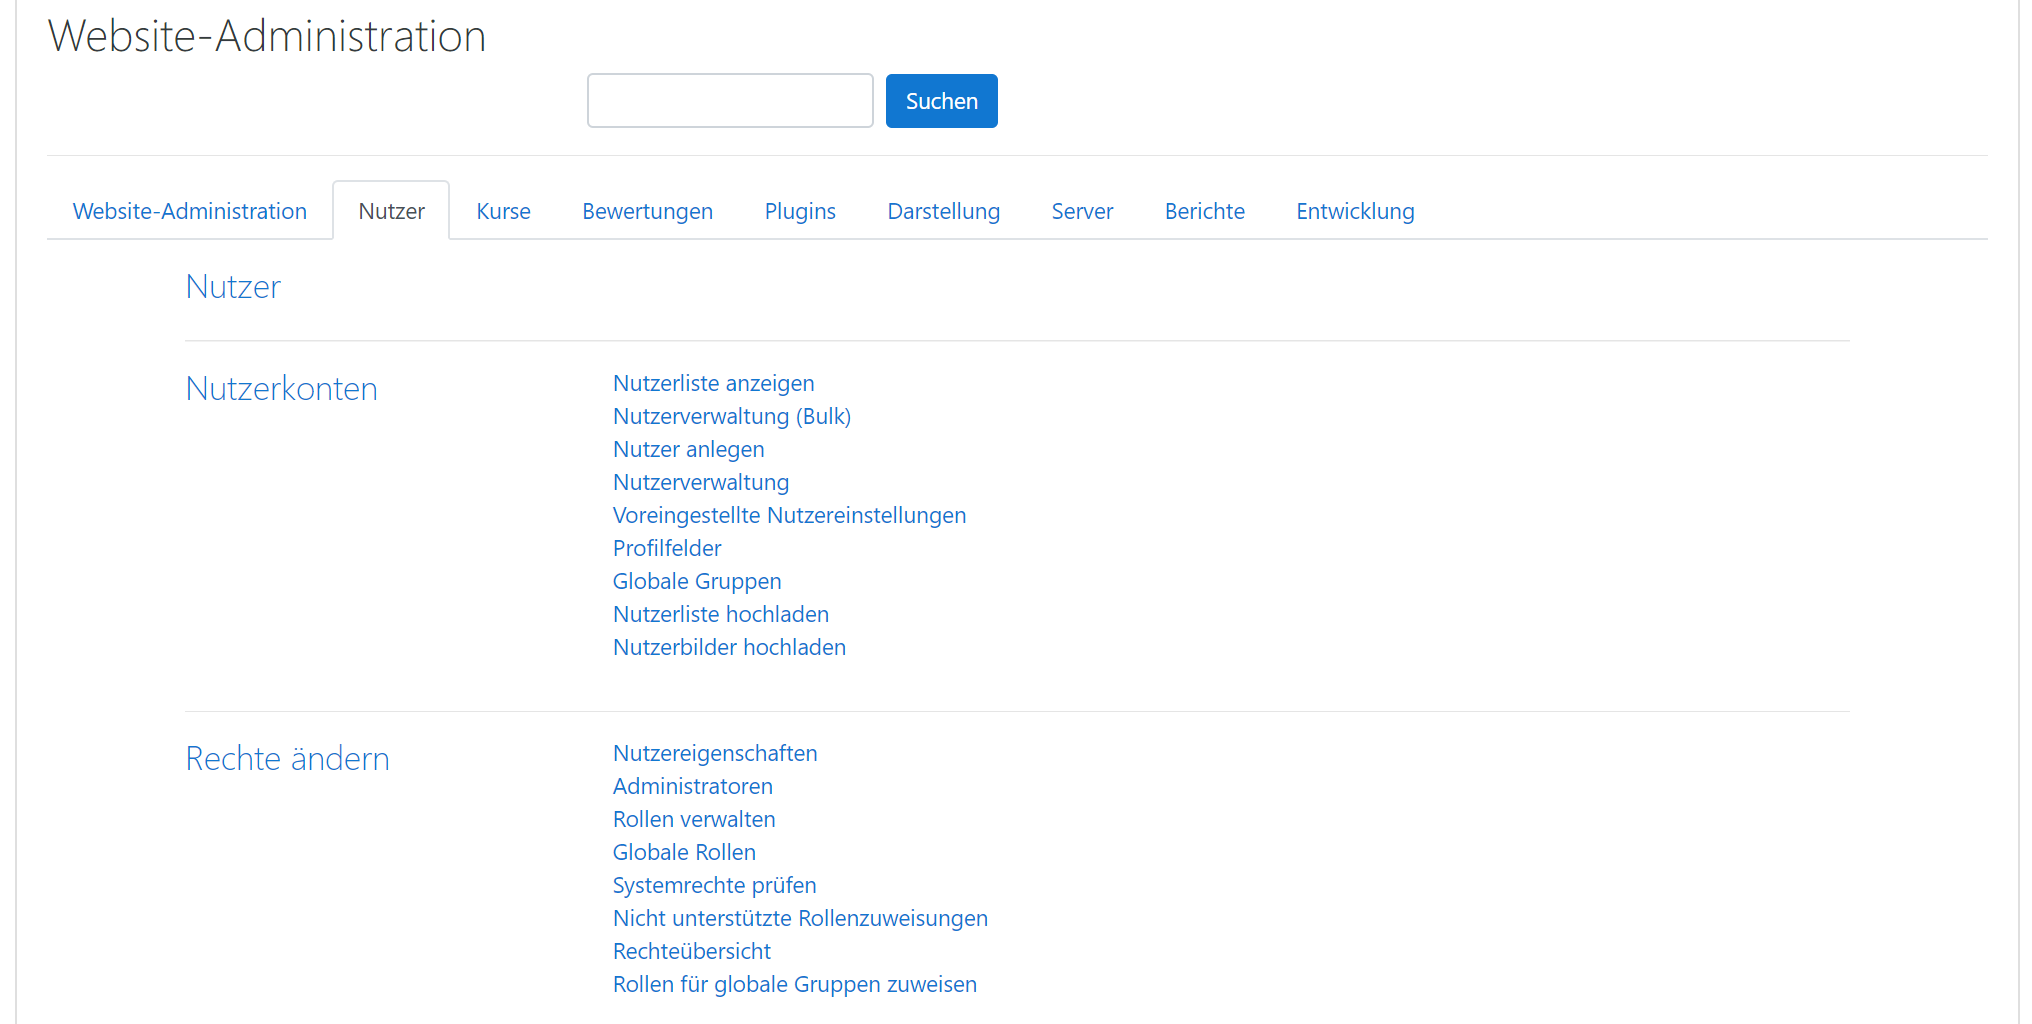 Website-Administration
Suchen
Website-Administration Nutzer Kurse Bewertungen Plugins Darstellung Server Berichte Entwicklung
Nutzer
Nutzerkonten
Nutzerliste anzeigen
Nutzerverwaltung (Bulk)
Nutzer anlegen
Nutzerverwaltung
Voreingestellte Nutzereinstellungen
Profilfelder
Globale Gruppen
Nutzerliste hochladen
Nutzerbilder hochladen
Rechte ändern
Nutzereigenschaften
Administratoren
Rollen verwalten
Globale Rollen
Systemrechte prüfen
Nicht unterstützte Rollenzuweisungen
Rechteübersicht
Rollen für globale Gruppen zuweisen